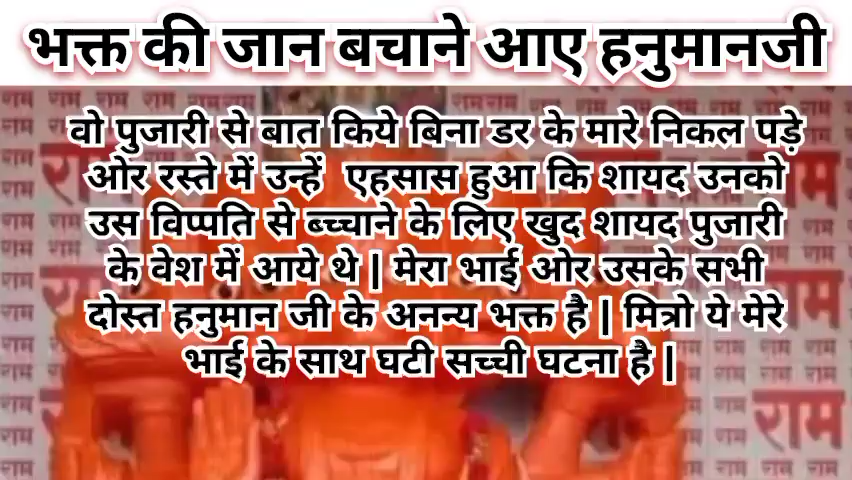 भक्त की जान बचाने आए हनुमानजी
वो पुजारी से बात किये बिना डर के मारे निकल पड़े
ओर रस्ते में उन्हें एहसास हुआ कि शायद उनको
उस विप्पति से ब्च्चाने के लिए खुद शायद पुजारी
के वेश में आये थे | मेरा भाई ओर उसके सभी
दोस्त हनुमान जी के अनन्य भक्त है | मित्रो ये मेरे
भाई के साथ घटी सच्ची घटना है |